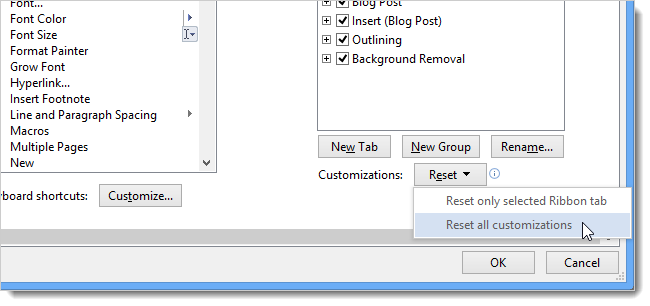 Font...
Font Color
Font Size
Format Painter
Grow Font
Hyperlink...
Insert Footnote
Line and Paragraph Spacing
Macros
Multiple Pages
New
Blog Post
Insert (Blog Post)
Outlining
Background Removal
New Tab New Group Rename...
Customizations: Reset
yboard shortcuts: Customize...
Reset only selected Ribbon tab
Reset all customizations
OK Cancel